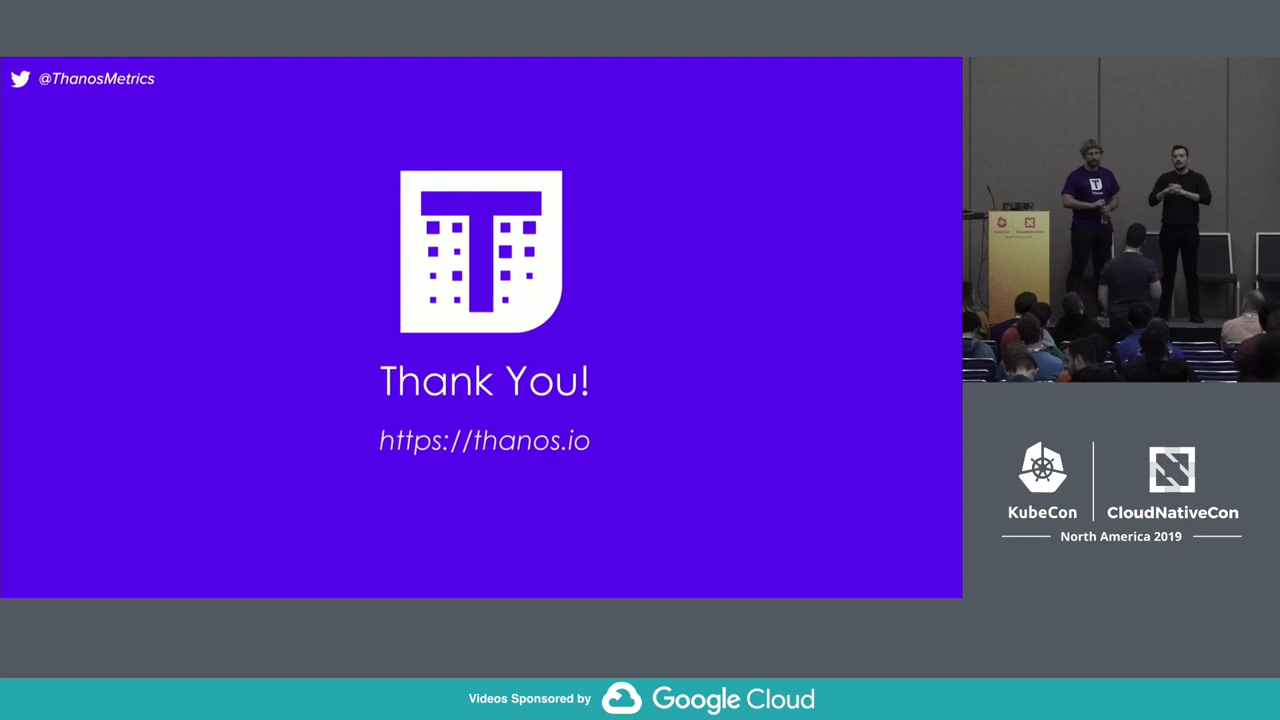 @ThanosMetrics
T
Thank You!
https://thanos.io
KubeCon
CloudNativeCon
North America 2019
Videos Sponsored by
Google Cloud